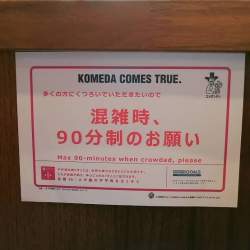 KOMEDA COMES TRUE.
多くの方にくつろいでいただきたいので
混雑時、
90分制のお願い
Max 90-minutes when crowded, please